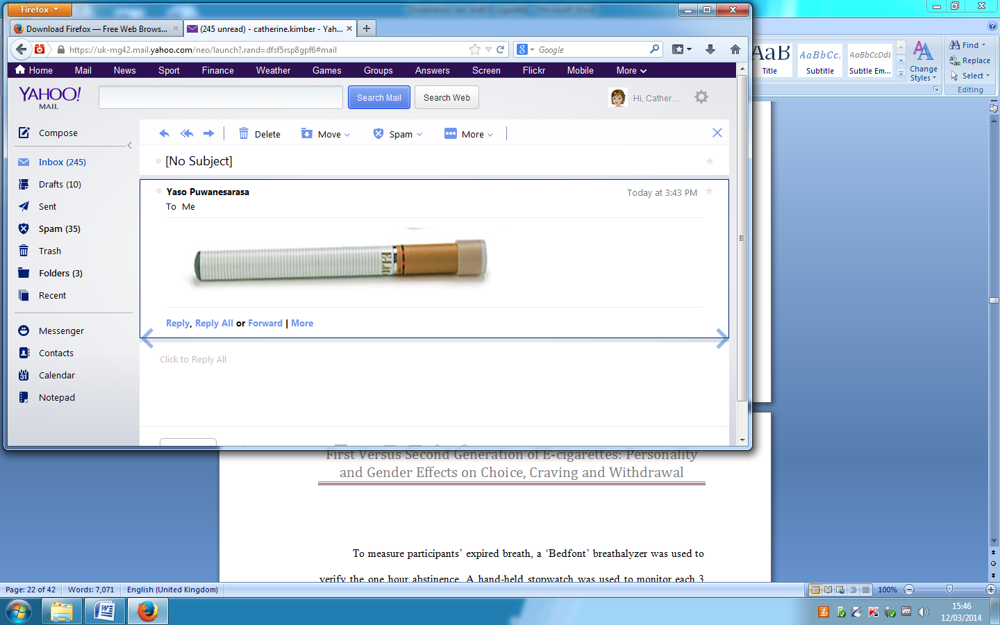 Firefox
Download Firefox — Free Web Brows...
(245 unread) - catherine.kimber - Yah...
https://uk-mg42.mail.yahoo.com/neo/launch?.rand=dfsf5rsp8gpf6#mail
Google
Home Mail News Sport Finance Weather Games Groups Answers Screen Flickr Mobile More
YAHOO!
MAIL
Search Mail
Search Web
Hi, Cather...
Compose
Inbox (245)
Drafts (10)
Sent
Spam (35)
Trash
Folders (3)
Recent
Messenger
Contacts
Calendar
Notepad
Delete Move Spam More
[No Subject]
Yaso Puwanesarasa
Today at 3:43 PM
To Me
Reply, Reply All or Forward | More
Click to Reply All
AaB AaBbCc. AaBbCcDdE
Title Subtitle Subtle Em...
Change
Styles
Find
Replace
Select
Editing
First Versus Second Generation of E-cigarettes: Personality
and Gender Effects on Choice, Craving and Withdrawal
To measure participants’ expired breath, a ‘Bedfont’ breathalyzer was used to
verify the one hour abstinence. A hand-held stopwatch was used to monitor each 3
Page: 22 of 42 Words: 7,071 English (United Kingdom)
100%
15:46
12/03/2014